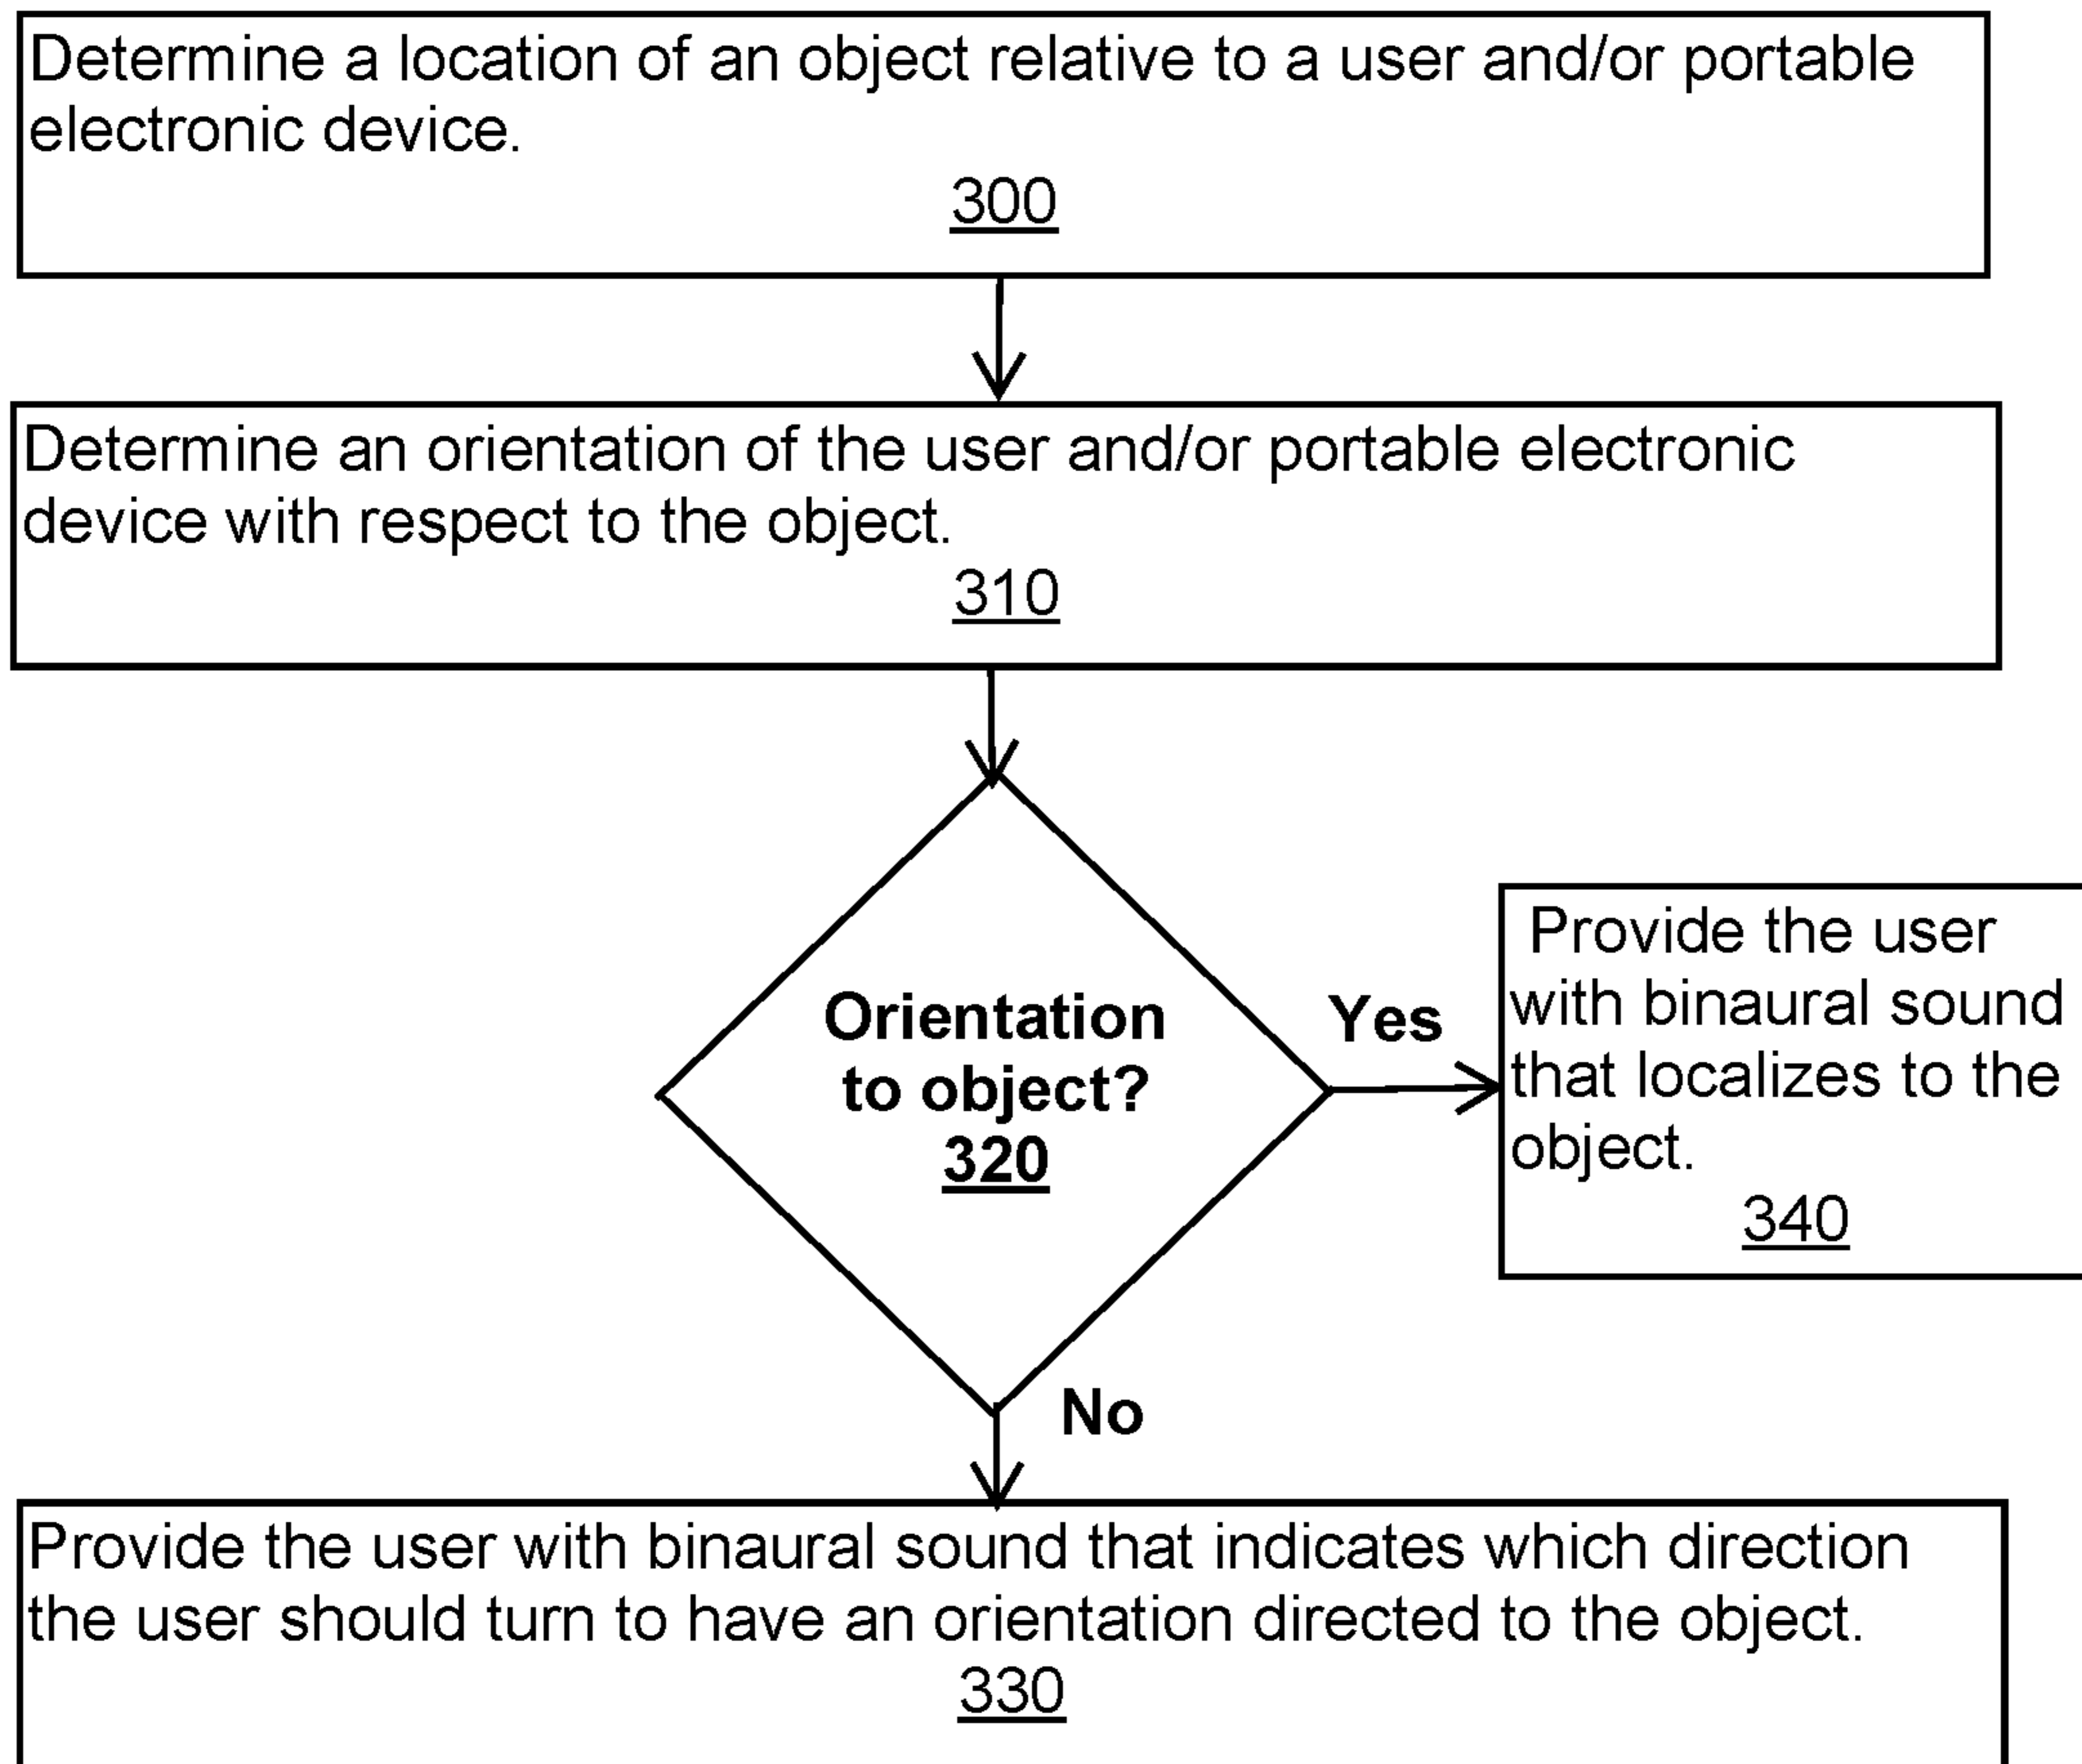 Determine a location of an object relative to a user and/or portable
electronic device.
300
Determine an orientation of the user and/or portable electronic
device with respect to the object.
310
Orientation
to object?
320
Yes
Provide the user
with binaural sound
that localizes to the
object.
340
No
Provide the user with binaural sound that indicates which direction
the user should turn to have an orientation directed to the object.
330